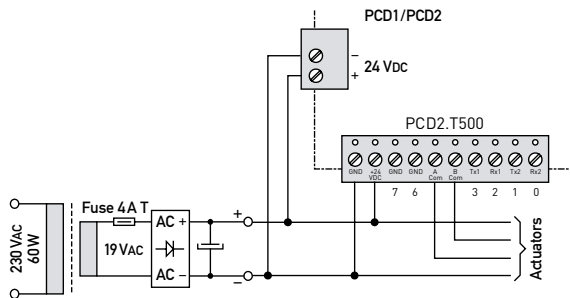 PCD1/PCD2
–
+
24 VDC
PCD2.T500
GND +24 VDC GND GND A Com B Com Tx1 Rx1 Tx2 Rx2
7 6 3 2 1 0
Fuse 4A T
230 VAC
60 W
19 VAC
AC +
AC –
+
–
Actuators